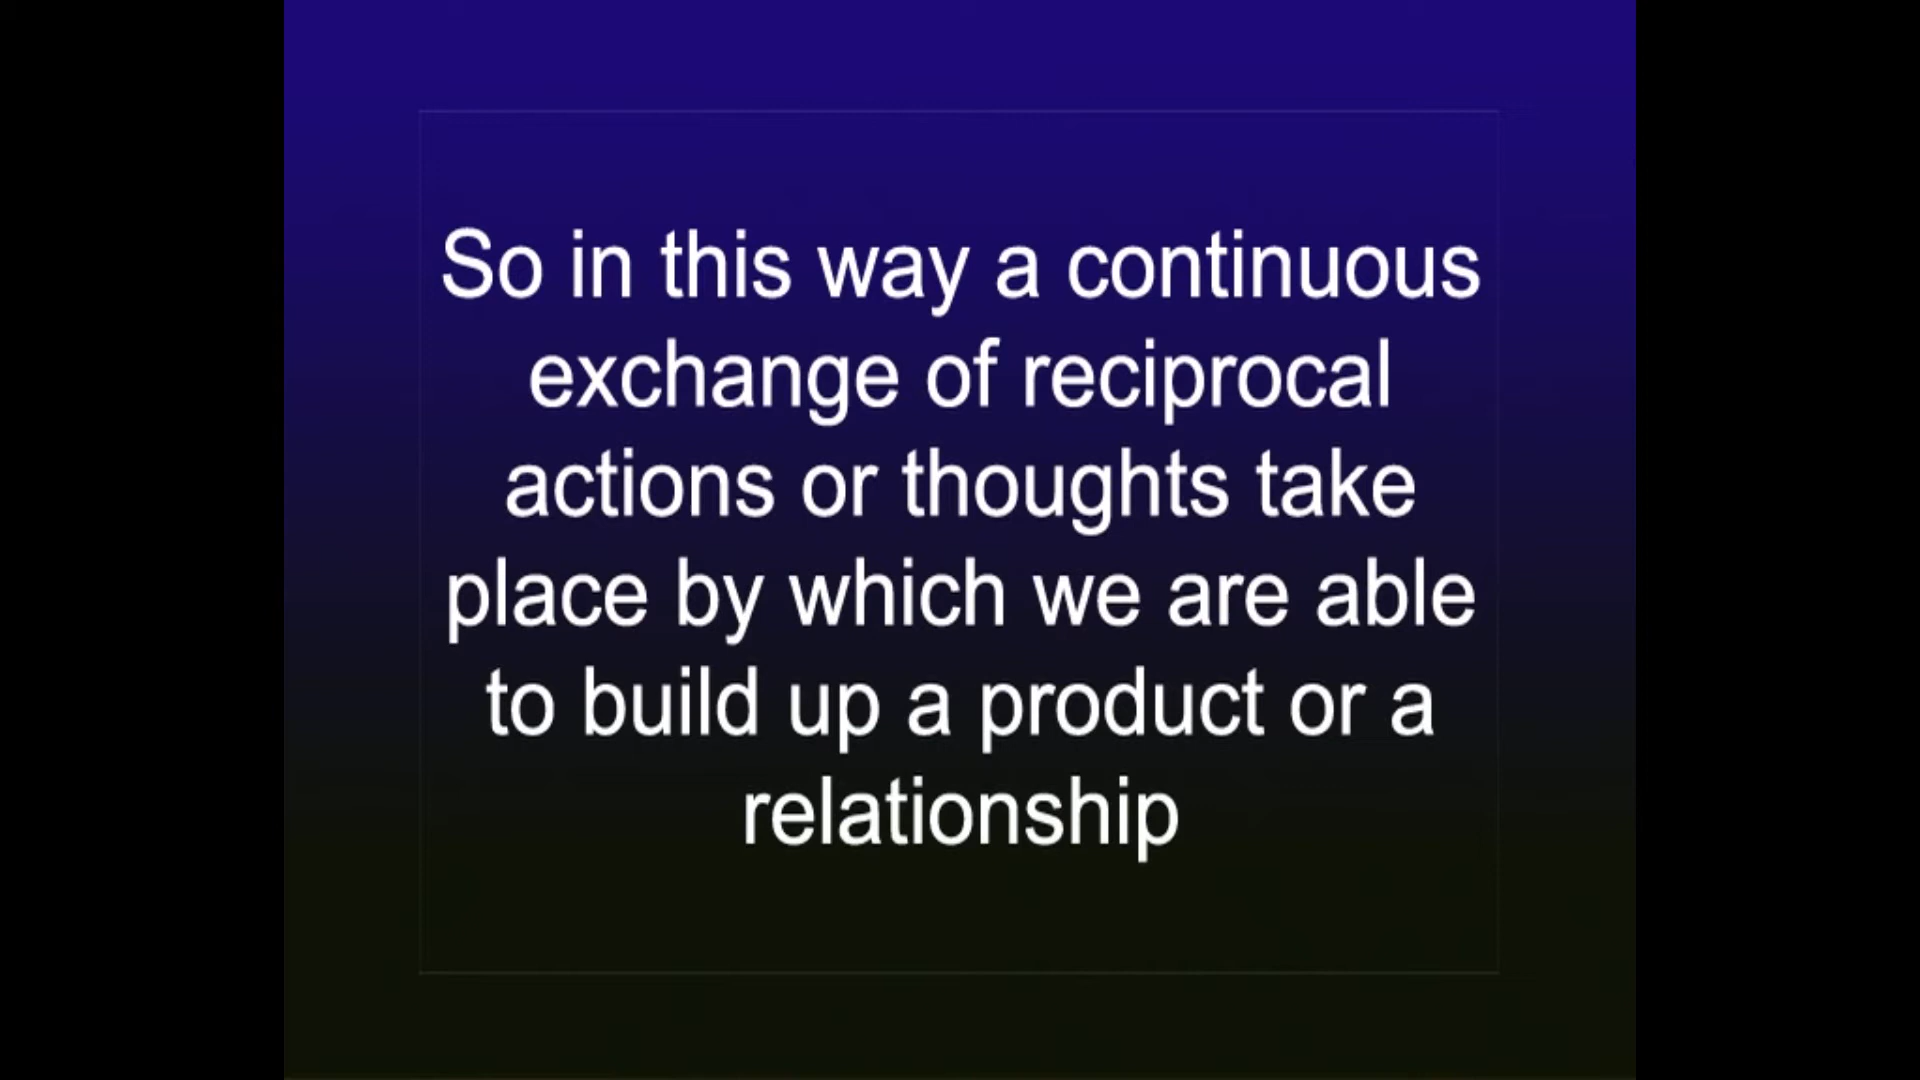 So in this way a continuous
exchange of reciprocal
actions or thoughts take
place by which we are able
to build up a product or a
relationship